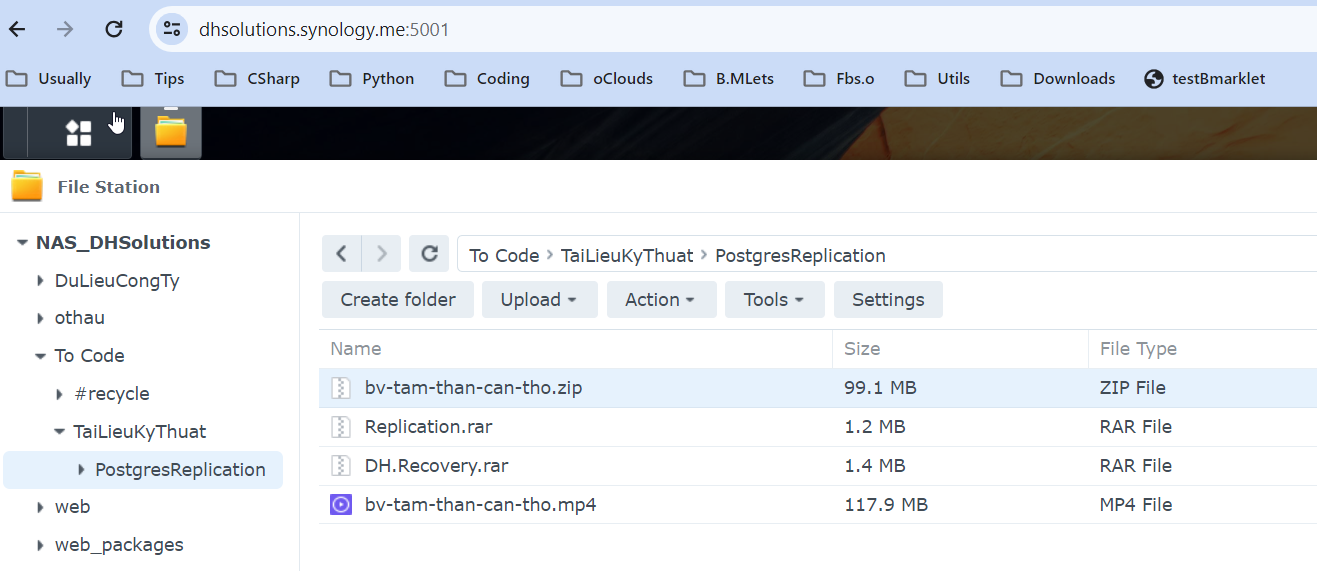 dhsolutions.synology.me:5001
Usually Tips CSharp Python Coding oClouds B.MLets Fbs.o Utils Downloads testBmarklet
File Station
NAS_DHSolutions
DuLieuCongTy
othau
To Code
#recycle
TaiLieuKyThuat
PostgresReplication
web
web_packages
To Code › TaiLieuKyThuat › PostgresReplication
Create folder Upload Action Tools Settings
Name Size File Type
bv-tam-than-can-tho.zip 99.1 MB ZIP File
Replication.rar 1.2 MB RAR File
DH.Recovery.rar 1.4 MB RAR File
bv-tam-than-can-tho.mp4 117.9 MB MP4 File